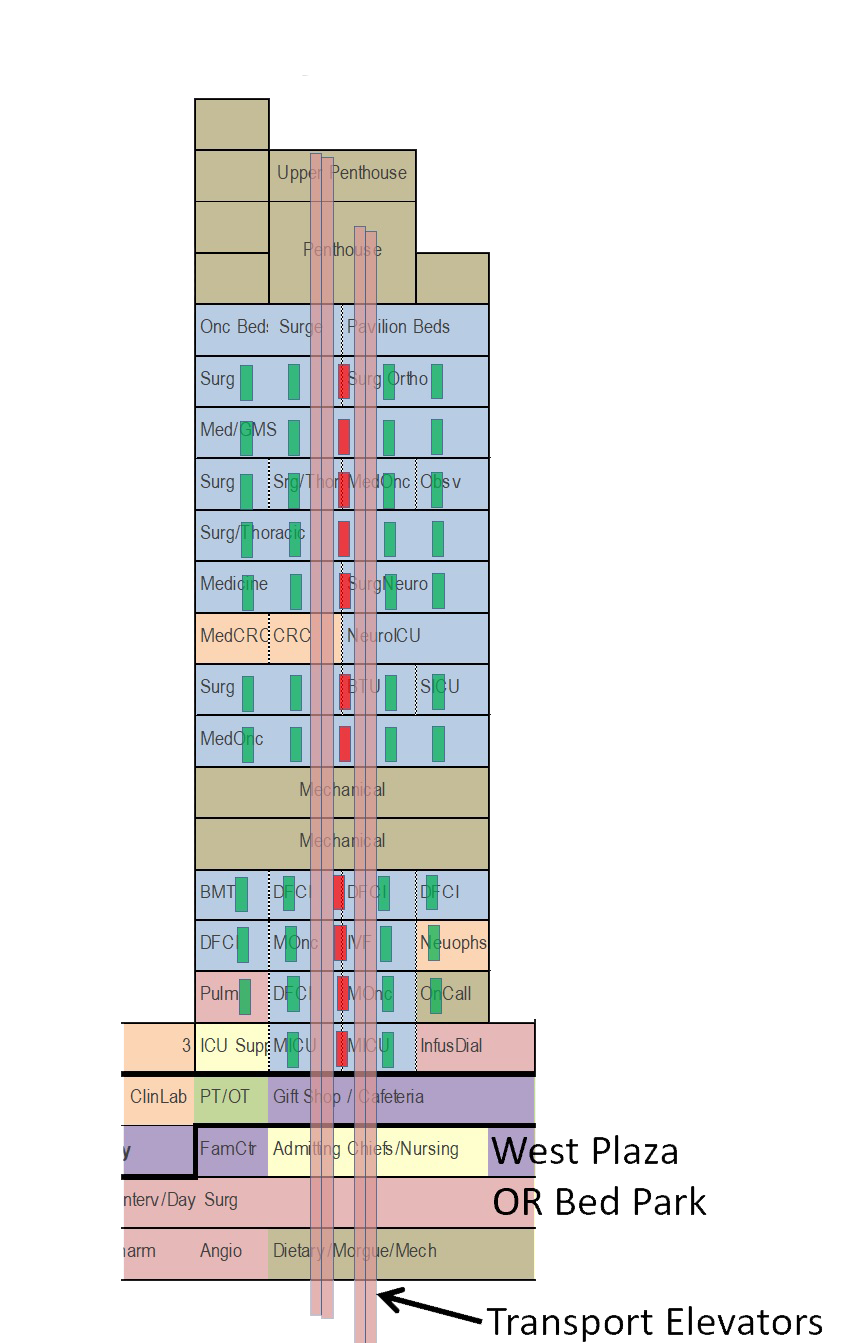 Upper Penthouse
Penthouse
Onc Beds Surge Pavilion Beds
Surg Surg Ortho
Med/GMS
Surg Srg/Thor MedOnc Obsv
Surg/Thoracic
Medicine SurgNeuro
MedCRC CRC NeuroICU
Surg BTU SICU
MedOnc
Mechanical
Mechanical
BMT DFCI DFCI DFCI
DFCI MOnc IVF Neuophs
Pulm DFCI MOnc OnCall
3 ICU Supp MICU MICU InfusDial
ClinLab PT/OT Gift Shop / Cafeteria
y FamCtr Admitting Chiefs/Nursing West Plaza
nterv/Day Surg OR Bed Park
arm Angio Dietary/Morgue/Mech
Transport Elevators